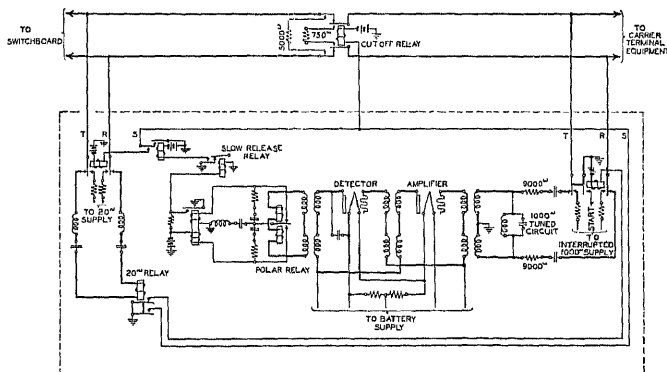 TO
SWITCHBOARD
5000ω
750ω
CUT OFF RELAY
TO
CARRIER
TERMINAL
EQUIPMENT
T R S
SLOW RELEASE
RELAY
TO 20~
SUPPLY
20~ RELAY
POLAR RELAY
DETECTOR
AMPLIFIER
TO BATTERY
SUPPLY
9000ω
1000~
TUNED
CIRCUIT
9000ω
T R S
START
TO
INTERRUPTED
1000~ SUPPLY